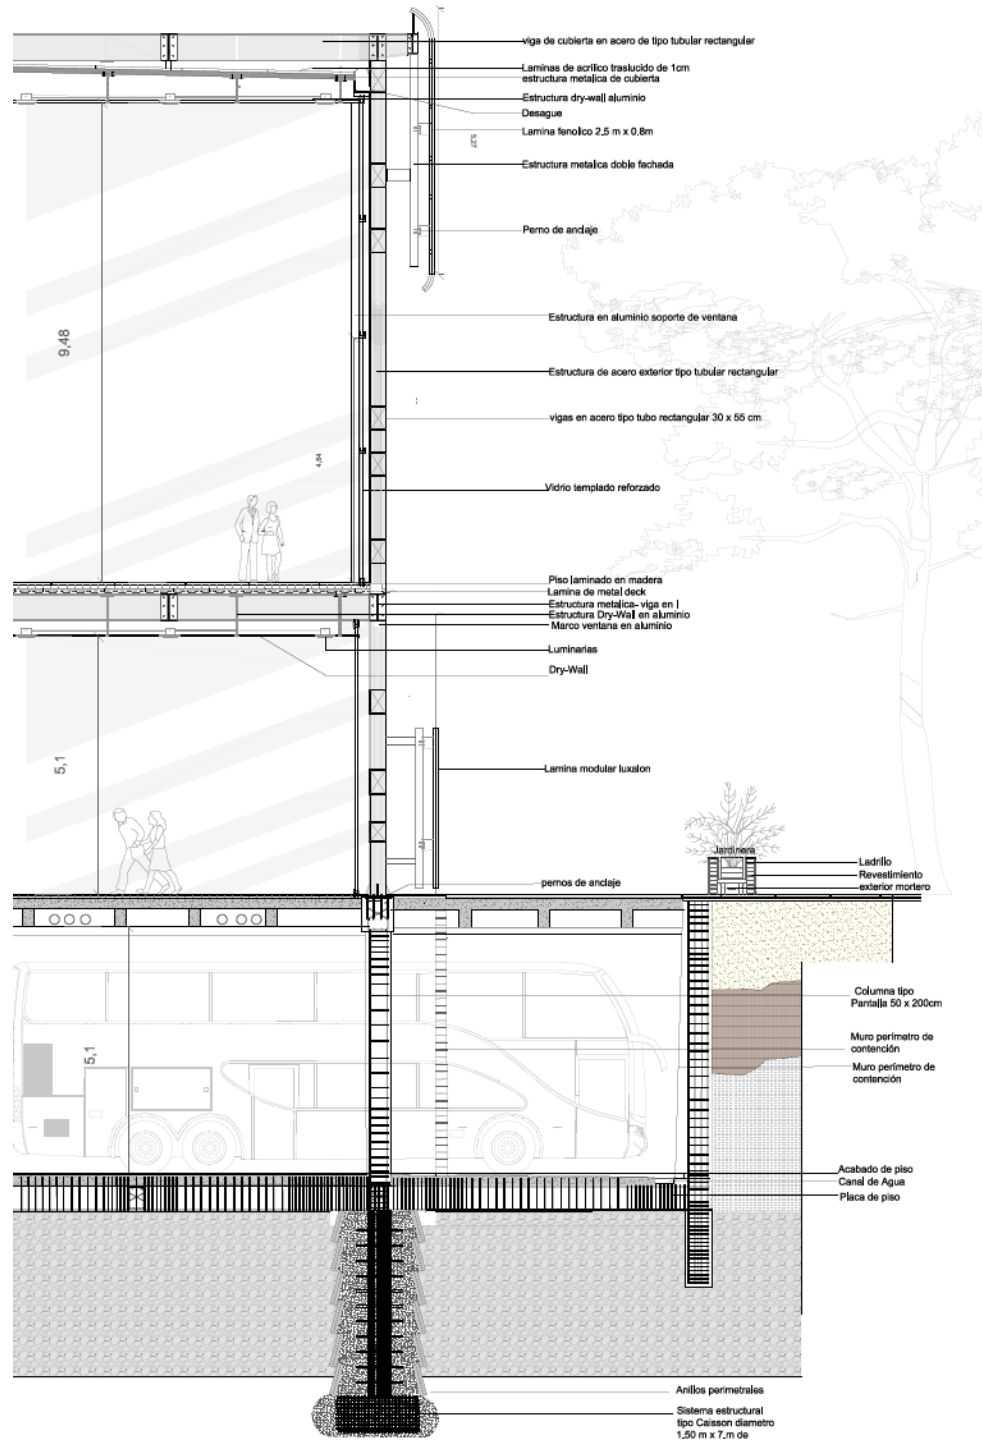 viga de cubierta en acero de tipo tubular rectangular
Laminas de acrilico traslucido de 1cm
estructura metalica de cubierta
Estructura dry-wall aluminio
Desague
Lamina fenolico 2.5 m x 0.8m
5,27
Estructura metalica doble fachada
Perno de anclaje
Estructura en aluminio soporte de ventana
9,48
Estructura de acero exterior tipo tubular rectangular
vigas en acero tipo tubo rectangular 30 x 55 cm
4,84
Vidrio templado reforzado
Piso laminado en madera
Lamina de metal deck
Estructura metalica- viga en I
Estructura Dry-Wall en aluminio
Marco ventana en aluminio
Luminarias
Dry-Wall
5,1
Lamina modular luxalon
Jardinera
Ladrillo
Revestimiento
exterior mortero
pernos de anclaje
Columna tipo
Pantalla 50 x 200cm
Muro perimetro de
contención
5,1
Muro perimetro de
contención
Acabado de piso
Canal de Agua
Placa de piso
Anillos perimetrales
Sistema estructural
tipo Caisson diametro
1,50 m x 7,m de